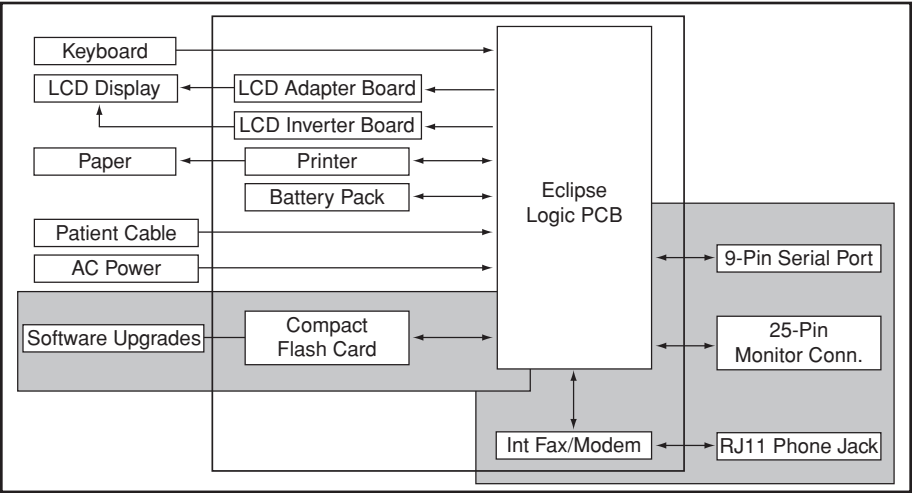 Keyboard
LCD Display
LCD Adapter Board
LCD Inverter Board
Paper
Printer
Battery Pack
Eclipse
Logic PCB
Patient Cable
AC Power
9-Pin Serial Port
Software Upgrades
Compact
Flash Card
25-Pin
Monitor Conn.
Int Fax/Modem
RJ11 Phone Jack